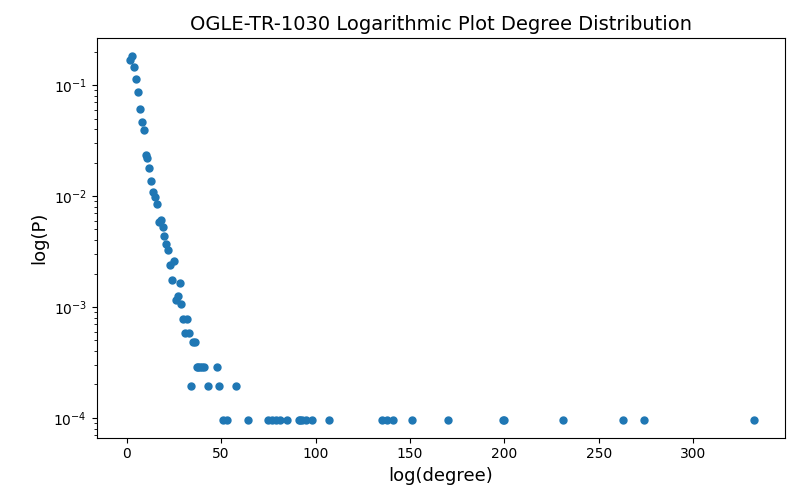 OGLE-TR-1030 Logarithmic Plot Degree Distribution
10⁻¹
10⁻²
10⁻³
10⁻⁴
log(P)
0 50 100 150 200 250 300
log(degree)